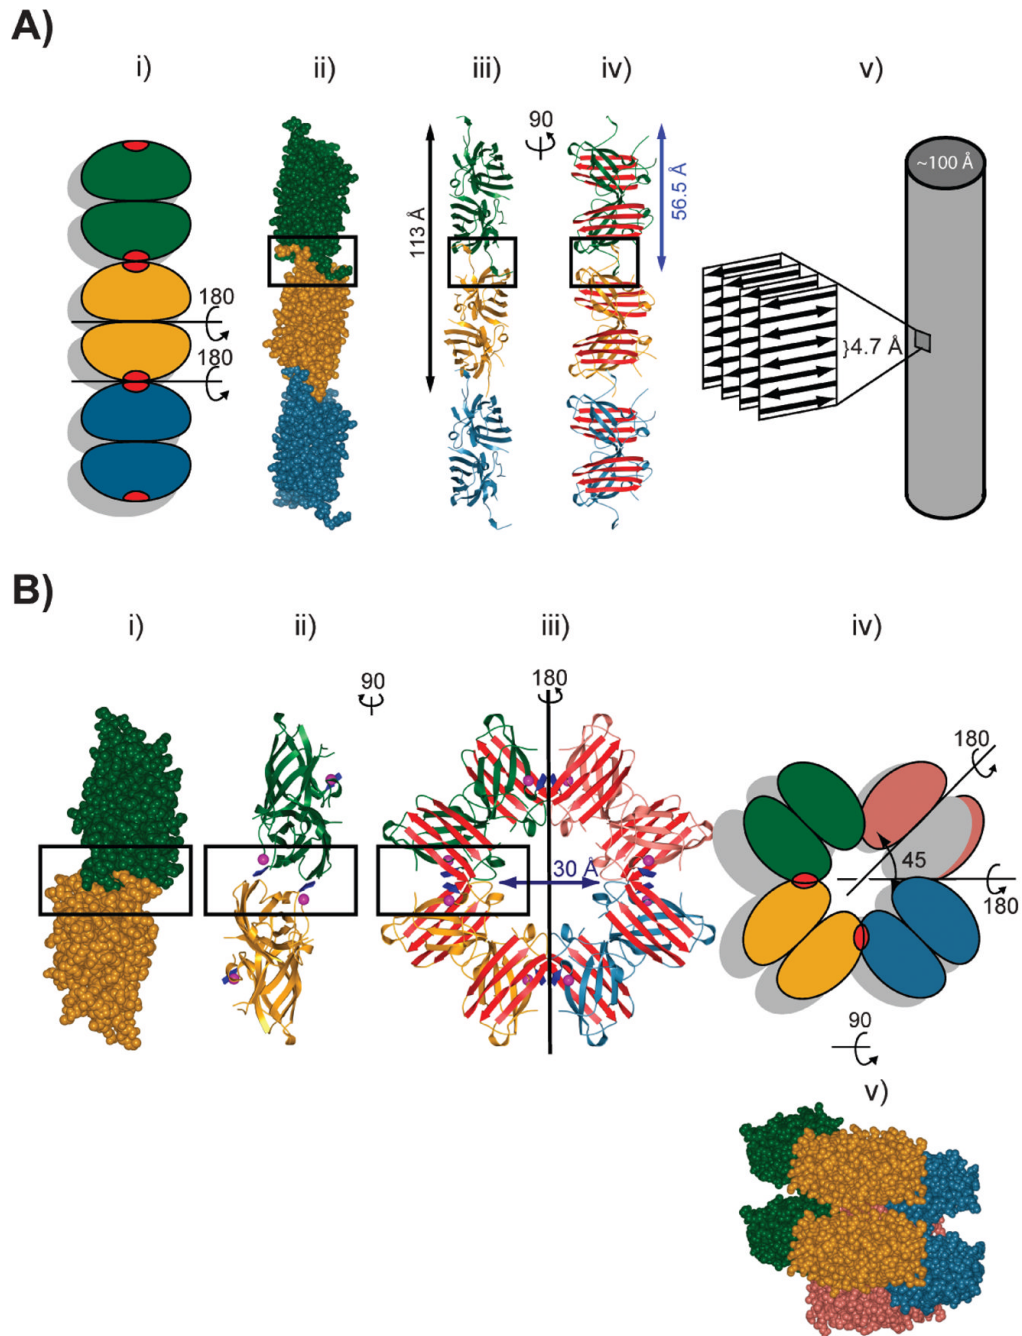 A)
i)
ii)
iii)
iv)
v)
90
113 Å
56.5 Å
~100 Å
180
180
}4.7 Å
B)
i)
ii)
iii)
iv)
90
180
180
30 Å
45
180
90
v)